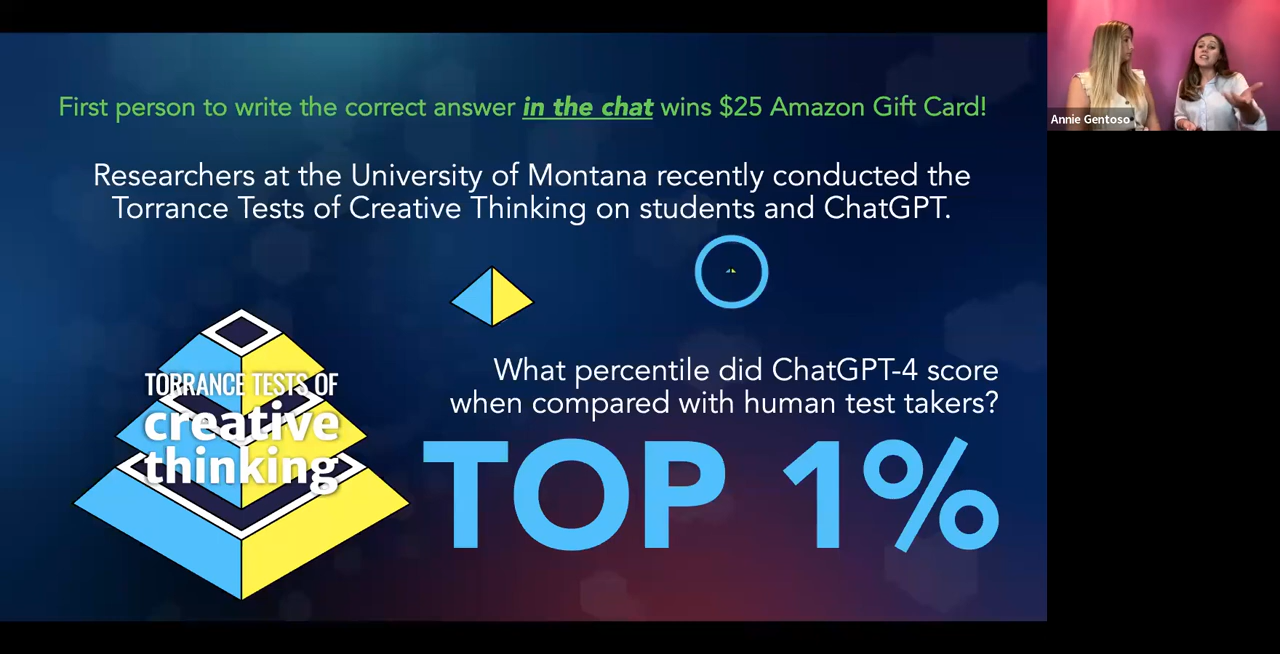 First person to write the correct answer in the chat wins $25 Amazon Gift Card!
Researchers at the University of Montana recently conducted the
Torrance Tests of Creative Thinking on students and ChatGPT.
TORRANCE TESTS OF
creative
thinking
What percentile did ChatGPT-4 score
when compared with human test takers?
TOP 1%
Annie Gentoso